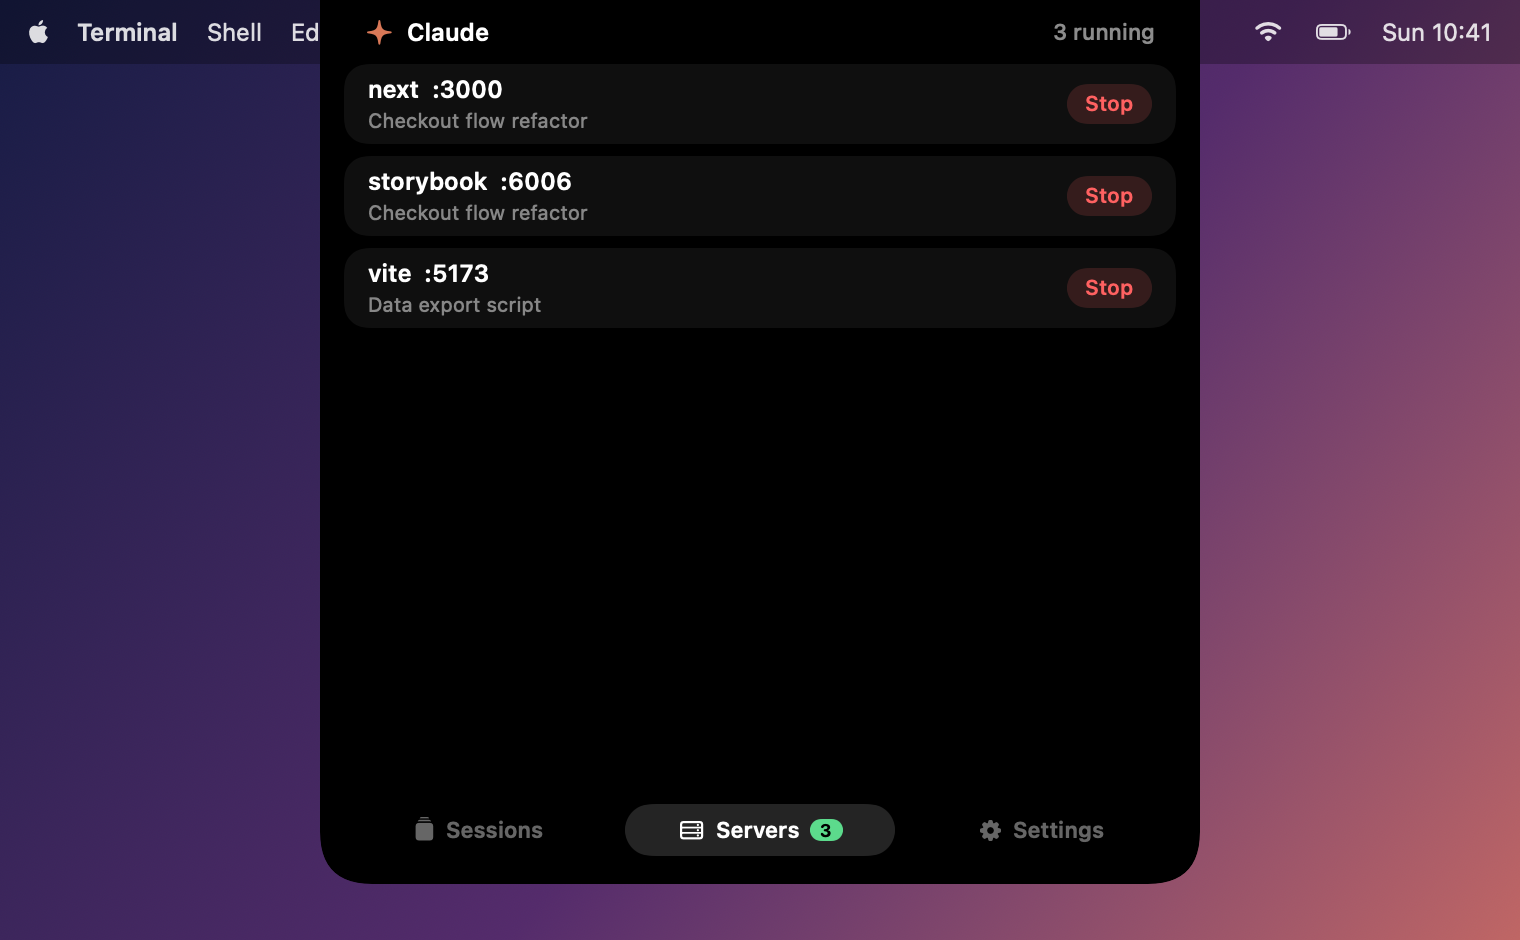 Terminal Shell Ed
Claude
3 running
Sun 10:41
next :3000
Checkout flow refactor
Stop
storybook :6006
Checkout flow refactor
Stop
vite :5173
Data export script
Stop
Sessions
Servers 3
Settings